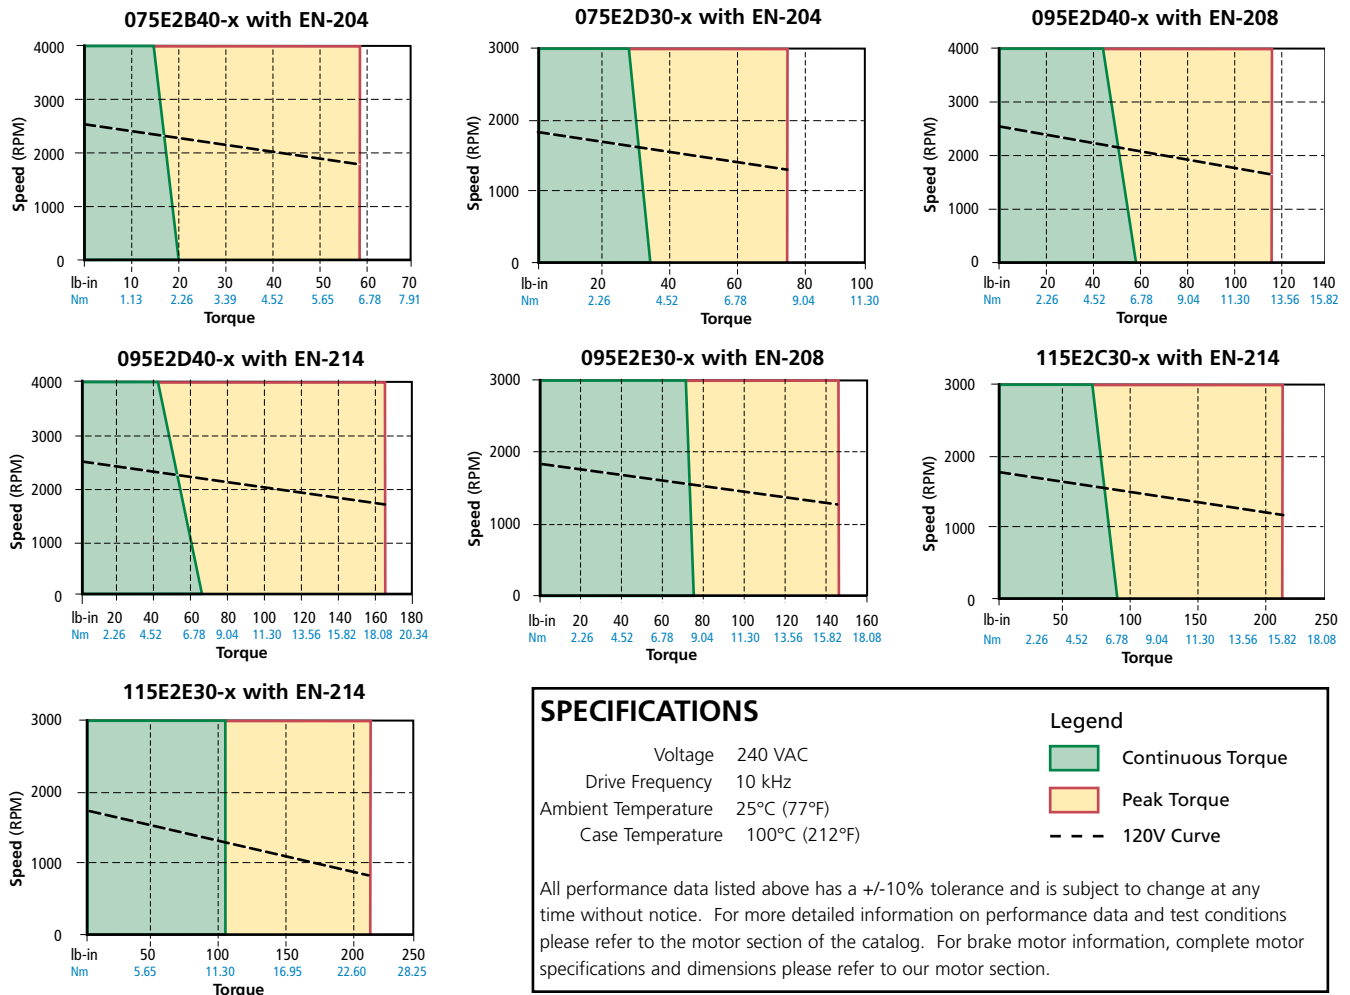 075E2B40-x with EN-204
4000
3000
2000
1000
0
Speed (RPM)
lb-in 10 20 30 40 50 60 70
Nm 1.13 2.26 3.39 4.52 5.65 6.78 7.91
Torque
075E2D30-x with EN-204
3000
2000
1000
0
Speed (RPM)
lb-in 20 40 60 80 100
Nm 2.26 4.52 6.78 9.04 11.30
Torque
095E2D40-x with EN-208
4000
3000
2000
1000
0
Speed (RPM)
lb-in 20 40 60 80 100 120 140
Nm 2.26 4.52 6.78 9.04 11.30 13.56 15.82
Torque
095E2D40-x with EN-214
4000
3000
2000
1000
0
Speed (RPM)
lb-in 20 40 60 80 100 120 140 160 180
Nm 2.26 4.52 6.78 9.04 11.30 13.56 15.82 18.08 20.34
Torque
095E2E30-x with EN-208
3000
2000
1000
0
Speed (RPM)
lb-in 20 40 60 80 100 120 140 160
Nm 2.26 4.52 6.78 9.04 11.30 13.56 15.82 18.08
Torque
115E2C30-x with EN-214
3000
2000
1000
0
Speed (RPM)
lb-in 50 100 150 200 250
Nm 2.26 4.52 6.78 9.04 11.30 13.56 15.82 18.08
Torque
115E2E30-x with EN-214
3000
2000
1000
0
Speed (RPM)
lb-in 50 100 150 200 250
Nm 5.65 11.30 16.95 22.60 28.25
Torque
SPECIFICATIONS
Voltage 240 VAC
Drive Frequency 10 kHz
Ambient Temperature 25°C (77°F)
Case Temperature 100°C (212°F)
Legend
Continuous Torque
Peak Torque
120V Curve
All performance data listed above has a +/-10% tolerance and is subject to change at any
time without notice. For more detailed information on performance data and test conditions
please refer to the motor section of the catalog. For brake motor information, complete motor
specifications and dimensions please refer to our motor section.